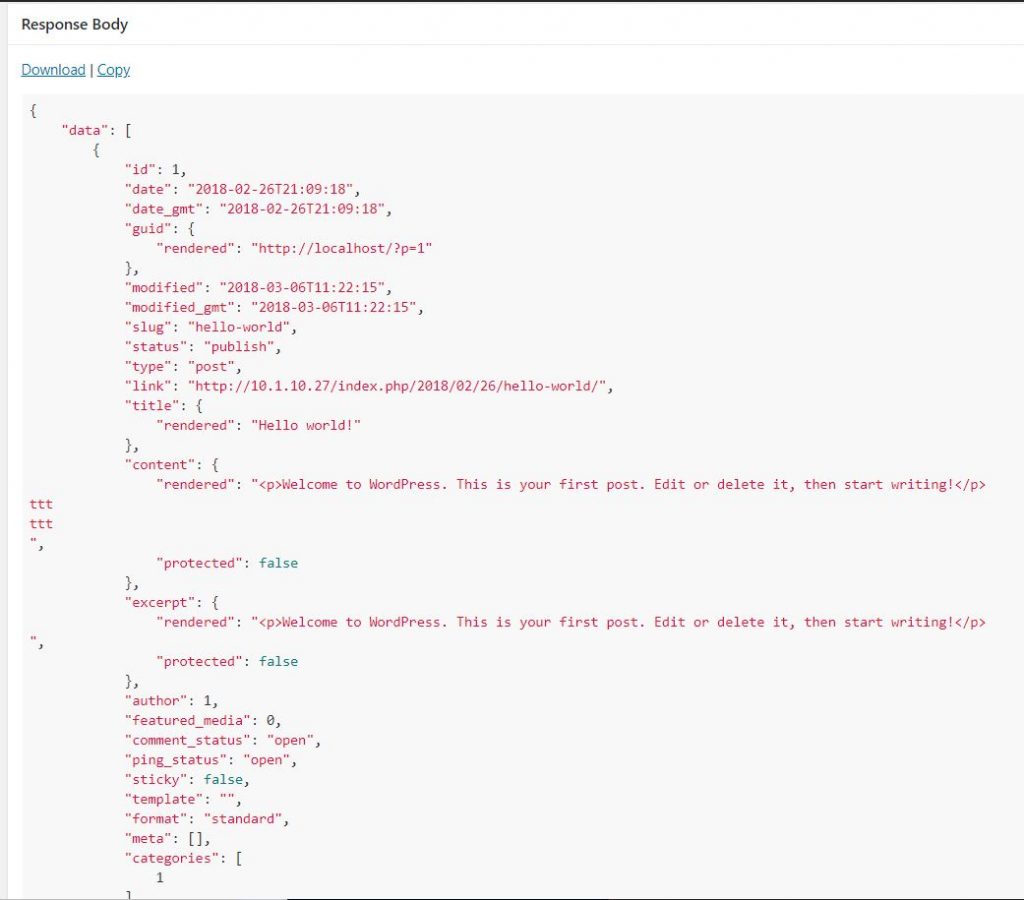 Response Body
Download | Copy
{
    "data": [
        {
            "id": 1,
            "date": "2018-02-26T21:09:18",
            "date_gmt": "2018-02-26T21:09:18",
            "guid": {
                "rendered": "http://localhost/?p=1"
            },
            "modified": "2018-03-06T11:22:15",
            "modified_gmt": "2018-03-06T11:22:15",
            "slug": "hello-world",
            "status": "publish",
            "type": "post",
            "link": "http://10.1.10.27/index.php/2018/02/26/hello-world/",
            "title": {
                "rendered": "Hello world!"
            },
            "content": {
                "rendered": "<p>Welcome to WordPress. This is your first post. Edit or delete it, then start writing!</p>
ttt
ttt
",
                "protected": false
            },
            "excerpt": {
                "rendered": "<p>Welcome to WordPress. This is your first post. Edit or delete it, then start writing!</p>
",
                "protected": false
            },
            "author": 1,
            "featured_media": 0,
            "comment_status": "open",
            "ping_status": "open",
            "sticky": false,
            "template": "",
            "format": "standard",
            "meta": [],
            "categories": [
                1
            ]